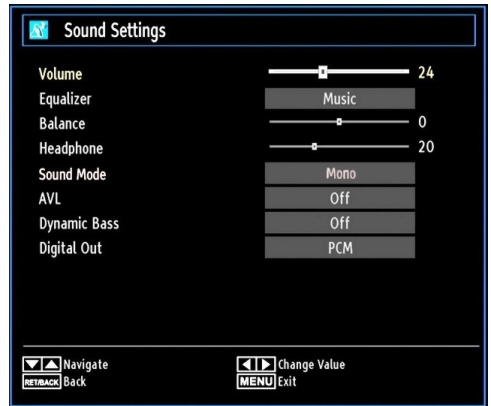 Sound Settings
Volume 24
Equalizer Music
Balance 0
Headphone 20
Sound Mode Mono
AVL Off
Dynamic Bass Off
Digital Out PCM
Navigate Change Value
RET/BACK Back MENU Exit